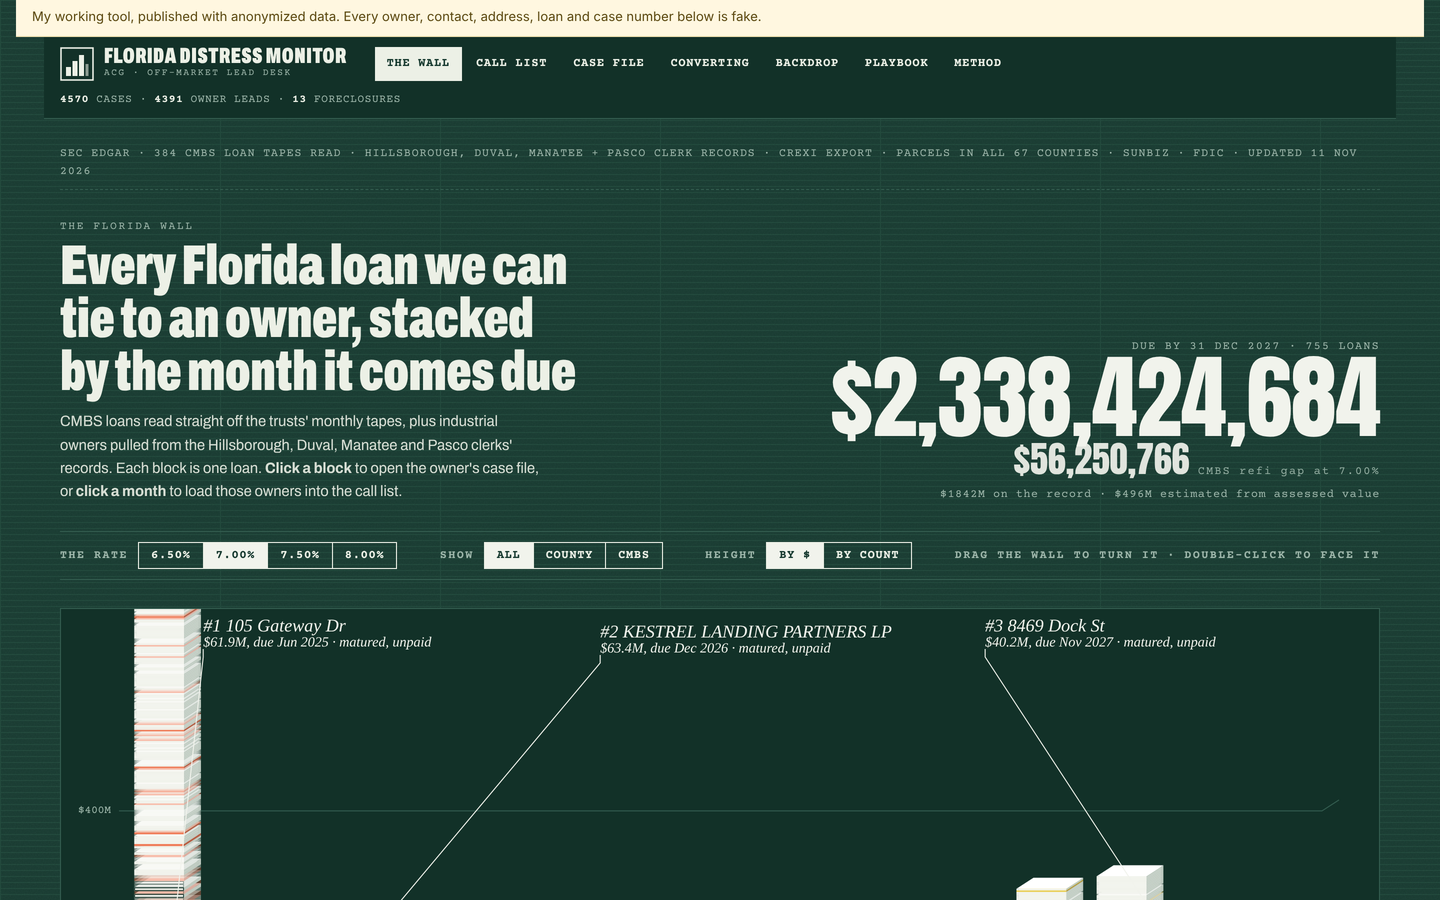 My working tool, published with anonymized data. Every owner, contact, address, loan and case number below is fake.
FLORIDA DISTRESS MONITOR
ACG · OFF-MARKET LEAD DESK
THE WALL
CALL LIST
CASE FILE
CONVERTING
BACKDROP
PLAYBOOK
METHOD
4570 CASES · 4391 OWNER LEADS · 13 FORECLOSURES
SEC EDGAR · 384 CMBS LOAN TAPES READ · HILLSBOROUGH, DUVAL, MANATEE + PASCO CLERK RECORDS · CREXI EXPORT · PARCELS IN ALL 67 COUNTIES · SUNBIZ · FDIC · UPDATED 11 NOV
2026
THE FLORIDA WALL
Every Florida loan we can
tie to an owner, stacked
by the month it comes due
CMBS loans read straight off the trusts' monthly tapes, plus industrial
owners pulled from the Hillsborough, Duval, Manatee and Pasco clerks'
records. Each block is one loan. Click a block to open the owner's case file,
or click a month to load those owners into the call list.
DUE BY 31 DEC 2027 · 755 LOANS
$2,338,424,684
$56,250,766 CMBS refi gap at 7.00%
$1842M on the record · $496M estimated from assessed value
THE RATE
6.50%
7.00%
7.50%
8.00%
SHOW
ALL
COUNTY
CMBS
HEIGHT
BY $
BY COUNT
DRAG THE WALL TO TURN IT · DOUBLE-CLICK TO FACE IT
#1 105 Gateway Dr
$61.9M, due Jun 2025 · matured, unpaid
#2 KESTREL LANDING PARTNERS LP
$63.4M, due Dec 2026 · matured, unpaid
#3 8469 Dock St
$40.2M, due Nov 2027 · matured, unpaid
$400M